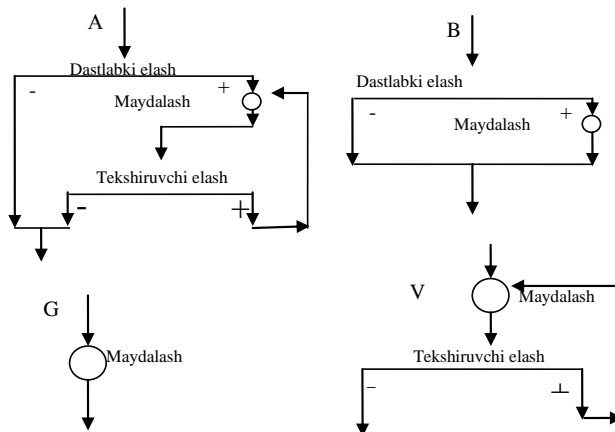 A
Dastlabki elash
-
+
Maydalash
Tekshiruvchi elash
-
+
B
Dastlabki elash
-
+
Maydalash
G
Maydalash
V
Maydalash
Tekshiruvchi elash
-
+